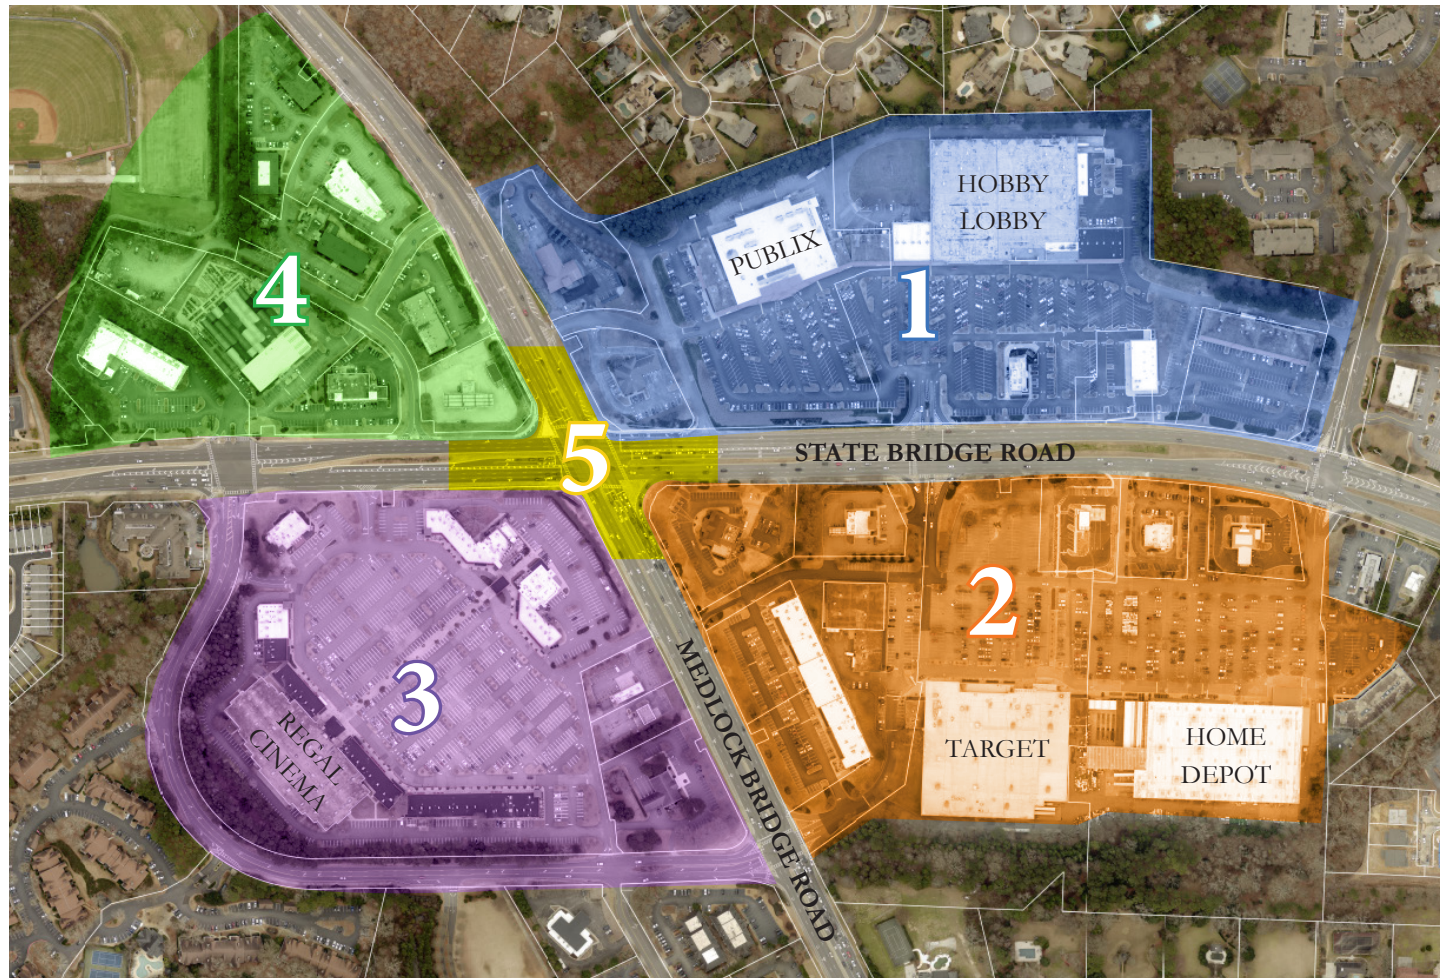 HOBBY
LOBBY
PUBLIX
1
4
5
STATE BRIDGE ROAD
2
3
MEDLOCK BRIDGE ROAD
REGAL
CINEMA
TARGET
HOME
DEPOT